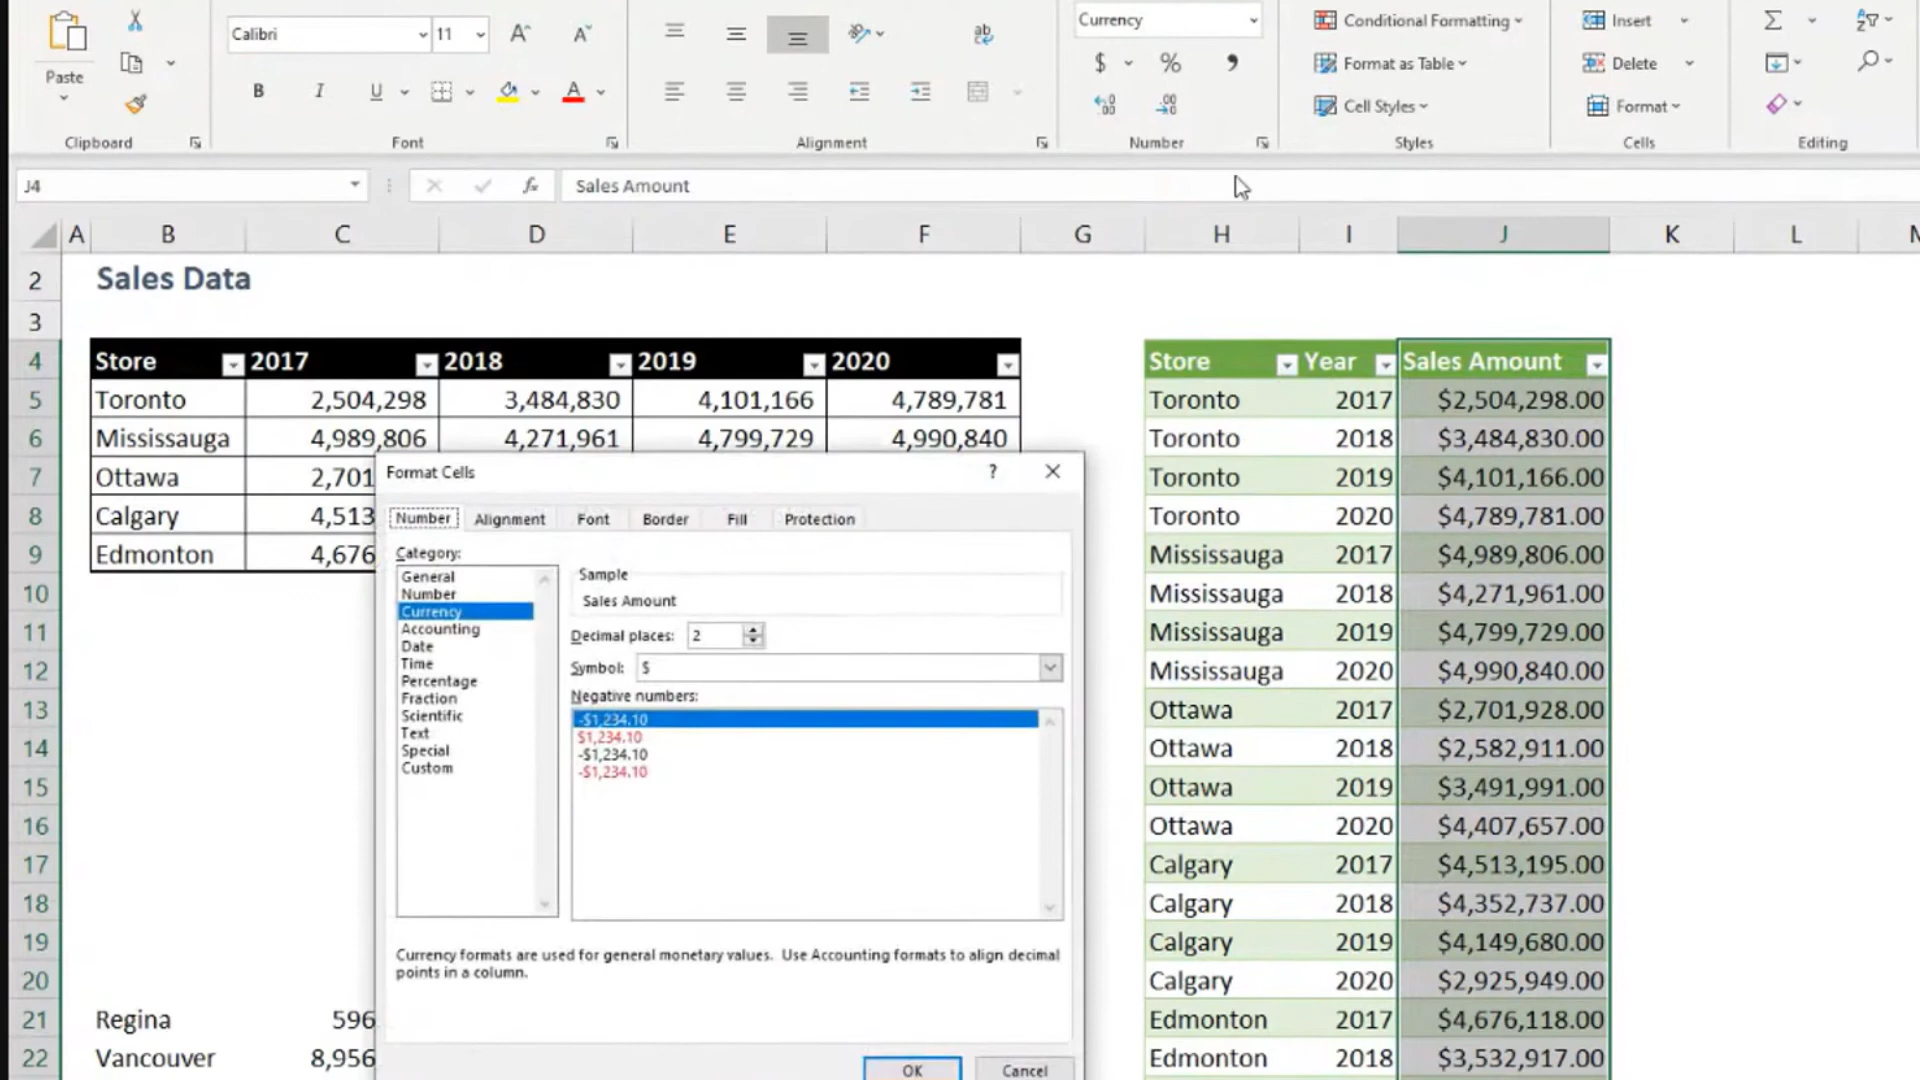 Calibri 11 Currency Conditional Formatting Insert
Paste $ % Format as Table Delete
B I U A Cell Styles Format
Clipboard Font Alignment Number Styles Cells Editing
J4 fx Sales Amount
A B C D E F G H I J K L
2 Sales Data
3
4 Store 2017 2018 2019 2020 Store Year Sales Amount
5 Toronto 2,504,298 3,484,830 4,101,166 4,789,781 Toronto 2017 $2,504,298.00
6 Mississauga 4,989,806 4,271,961 4,799,729 4,990,840 Toronto 2018 $3,484,830.00
7 Ottawa 2,701 Toronto 2019 $4,101,166.00
8 Calgary 4,513 Toronto 2020 $4,789,781.00
9 Edmonton 4,676 Mississauga 2017 $4,989,806.00
10 Mississauga 2018 $4,271,961.00
11 Mississauga 2019 $4,799,729.00
12 Mississauga 2020 $4,990,840.00
13 Ottawa 2017 $2,701,928.00
14 Ottawa 2018 $2,582,911.00
15 Ottawa 2019 $3,491,991.00
16 Ottawa 2020 $4,407,657.00
17 Calgary 2017 $4,513,195.00
18 Calgary 2018 $4,352,737.00
19 Calgary 2019 $4,149,680.00
20 Calgary 2020 $2,925,949.00
21 Regina 596 Edmonton 2017 $4,676,118.00
22 Vancouver 8,956 Edmonton 2018 $3,532,917.00
Format Cells ?
Number Alignment Font Border Fill Protection
Category:
General
Number
Currency
Accounting
Date
Time
Percentage
Fraction
Scientific
Text
Special
Custom
Sample
Sales Amount
Decimal places: 2
Symbol: $
Negative numbers:
-$1,234.10
$1,234.10
-$1,234.10
-$1,234.10
Currency formats are used for general monetary values. Use Accounting formats to align decimal
points in a column.
OK Cancel